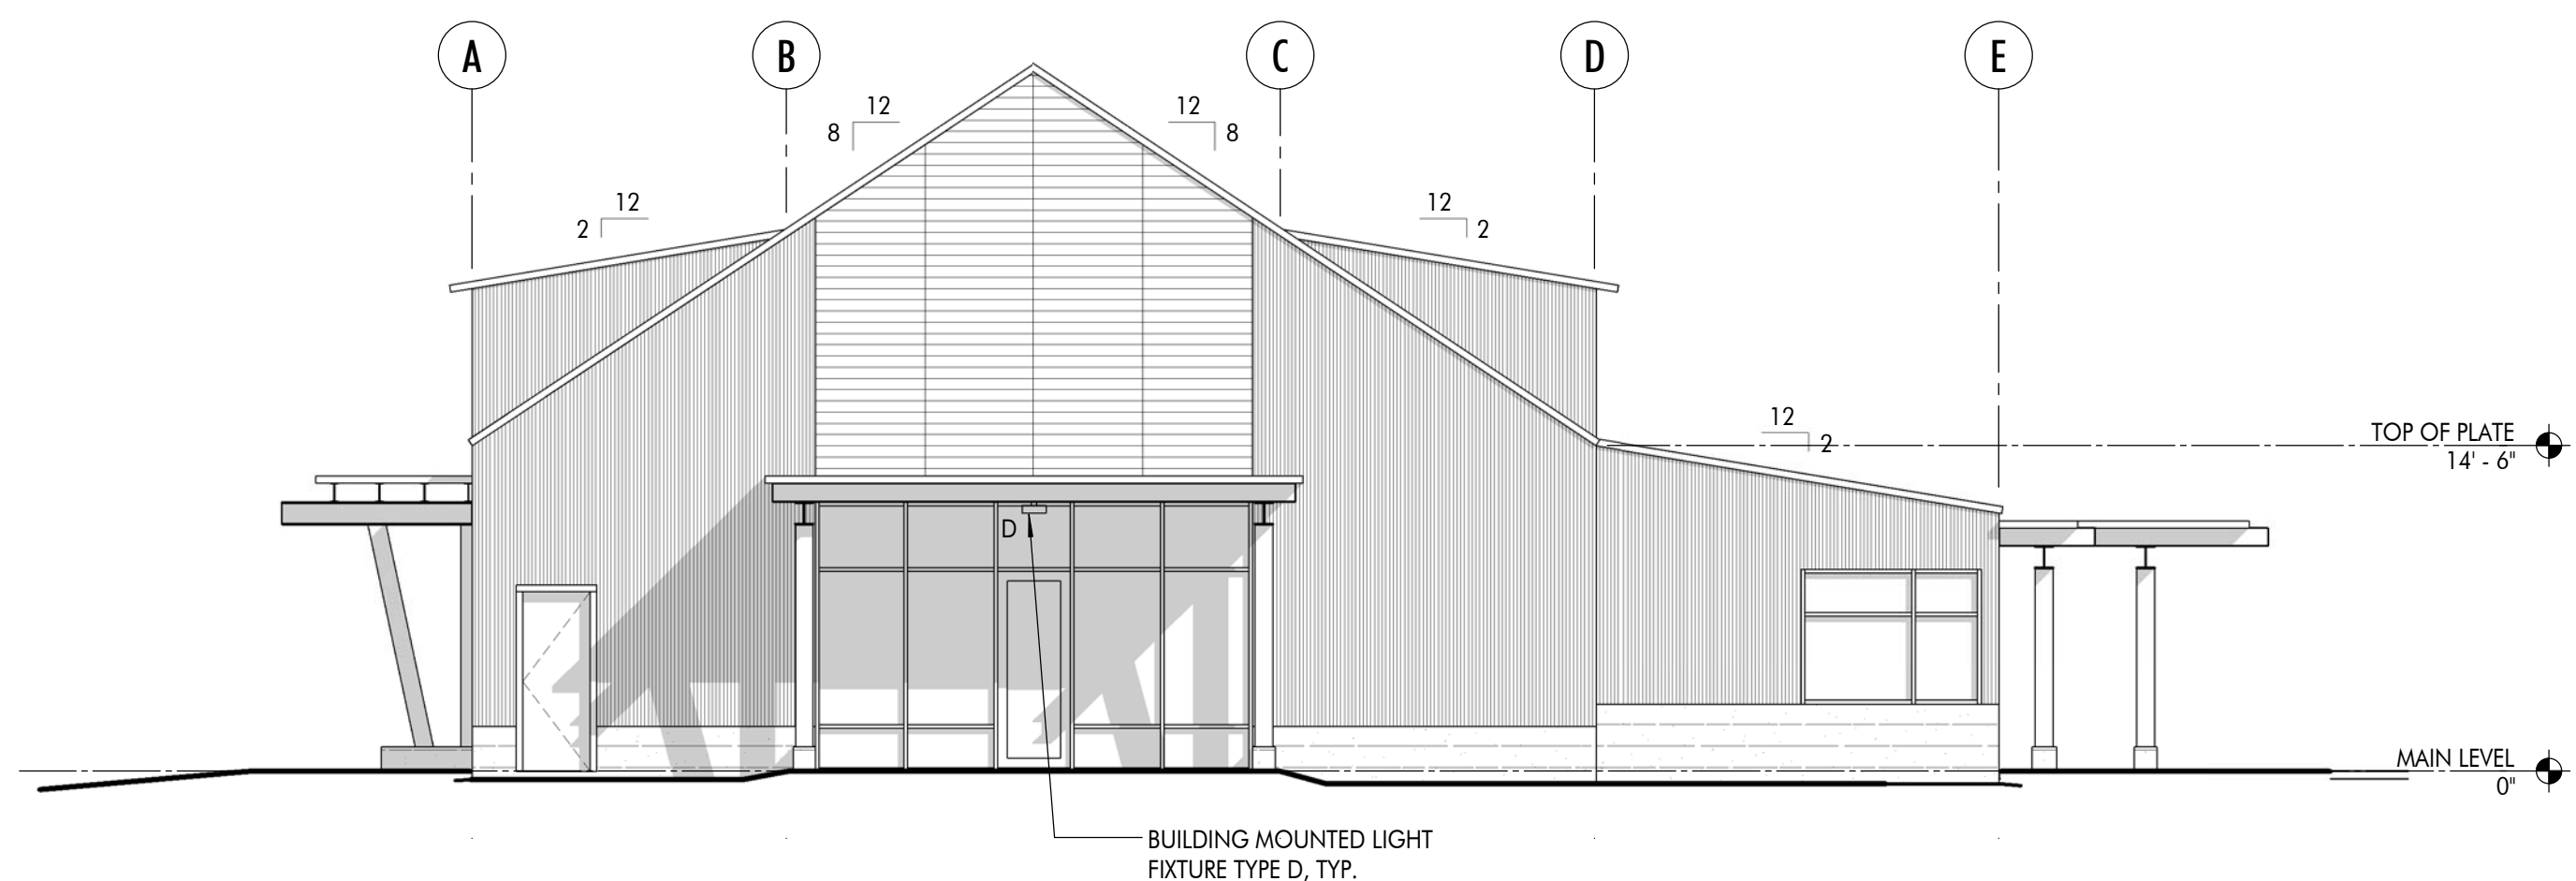 A
B
C
D
E
12
8
12
8
12
2
12
2
12
2
TOP OF PLATE
14' - 6"
D
MAIN LEVEL
0"
BUILDING MOUNTED LIGHT
FIXTURE TYPE D, TYP.